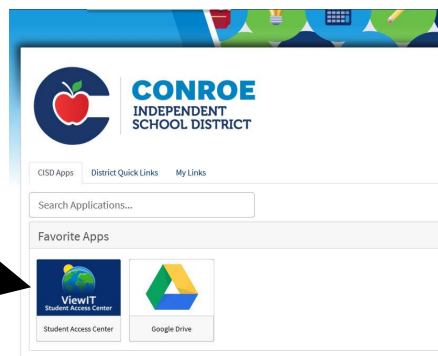 CONROE
INDEPENDENT
SCHOOL DISTRICT
CISD Apps District Quick Links My Links
Search Applications...
Favorite Apps
ViewIT
Student Access Center
Student Access Center Google Drive